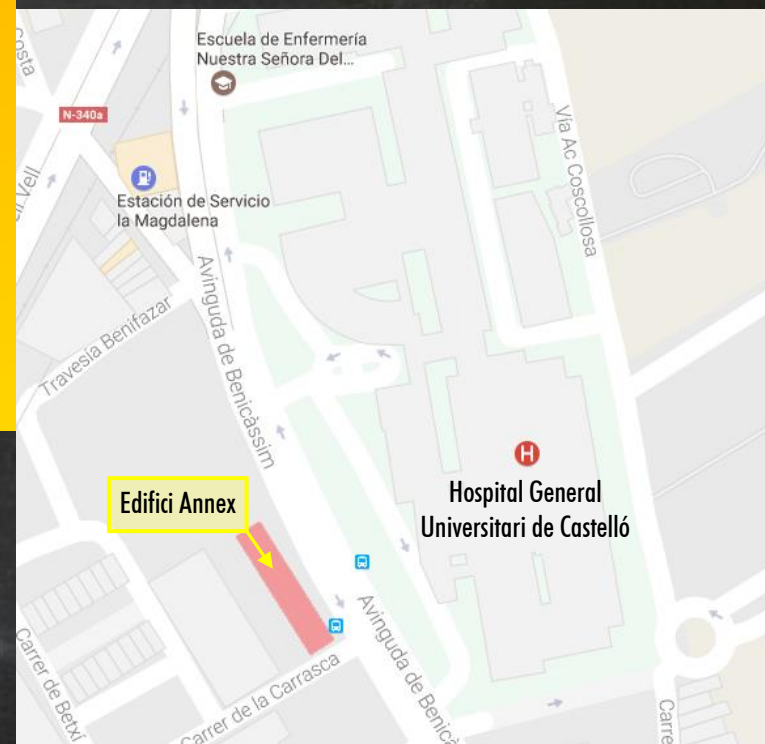 Escuela de Enfermería
Nuestra Señora Del...
Costa
N-340a
Vell
Estación de Servicio
la Magdalena
Vía Ac Coscollosa
Avinguda de Benicàssim
Travesía Benifazar
H
Hospital General
Universitari de Castelló
Edifici Annex
Avinguda de Benicà
Carrer de Betxí
Carrer de la Carrasca
Carre